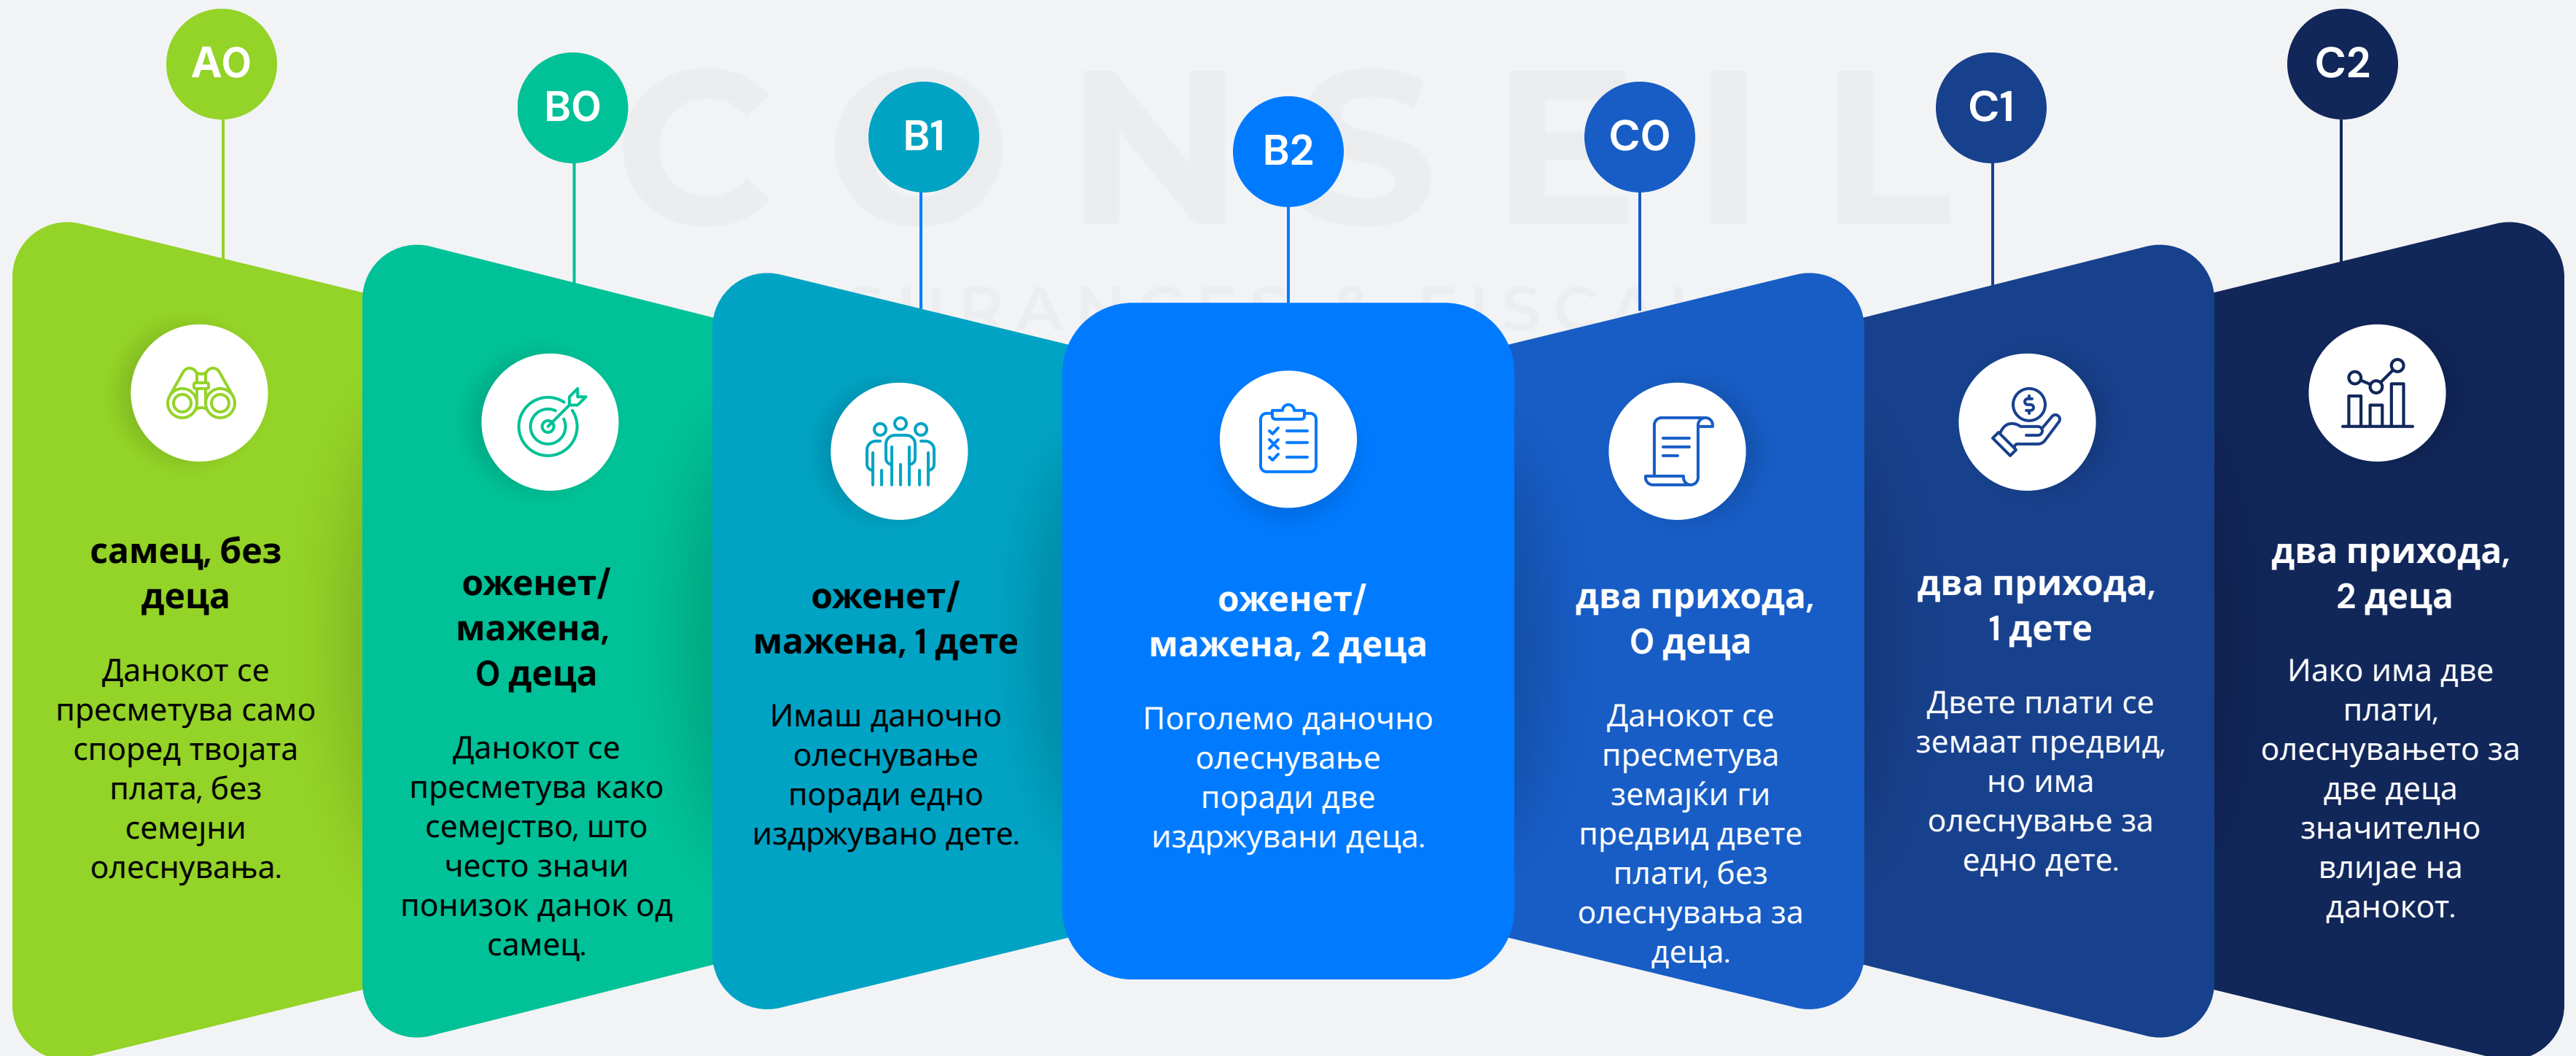 A0
B0
B1
B2
C0
C1
C2
CONSEIL
самец, без
деца
Данокот се
пресметува само
според твојата
плата, без
семејни
олеснувања.
оженет/
мажена,
0 деца
Данокот се
пресметува како
семејство, што
често значи
понизок данок од
самец.
оженет/
мажена, 1 дете
Имаш даночно
олеснување
поради едно
издржувано дете.
оженет/
мажена, 2 деца
Поголемо даночно
олеснување
поради две
издржувани деца.
два прихода,
0 деца
Данокот се
пресметува
земајќи ги
предвид двете
плати, без
олеснувања за
деца.
два прихода,
1 дете
Двете плати се
земаат предвид,
но има
олеснување за
едно дете.
два прихода,
2 деца
Иако има две
плати,
олеснувањето за
две деца
значително
влијае на
данокот.